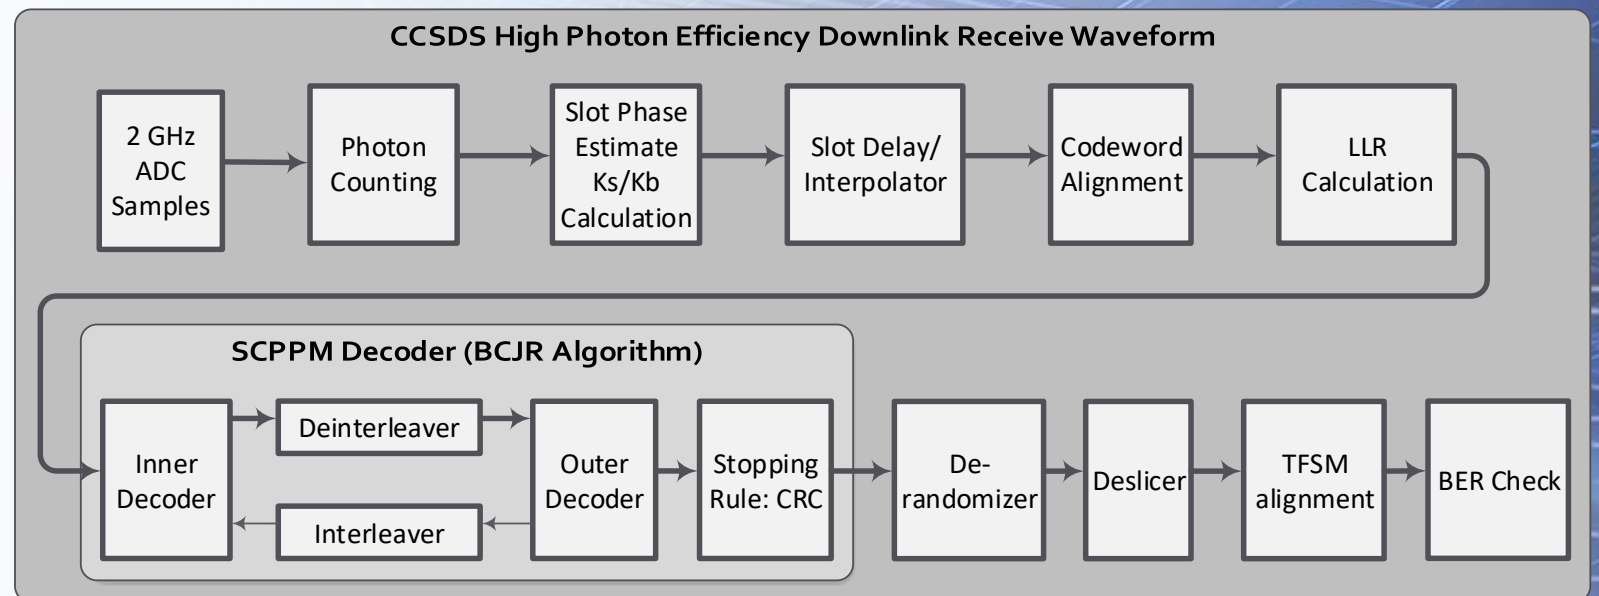 CCSDS High Photon Efficiency Downlink Receive Waveform
2 GHz
ADC
Samples
Photon
Counting
Slot Phase
Estimate
Ks/Kb
Calculation
Slot Delay/
Interpolator
Codeword
Alignment
LLR
Calculation
SCPPM Decoder (BCJR Algorithm)
Inner
Decoder
Deinterleaver
Interleaver
Outer
Decoder
Stopping
Rule: CRC
De-
randomizer
Deslicer
TFSM
alignment
BER Check